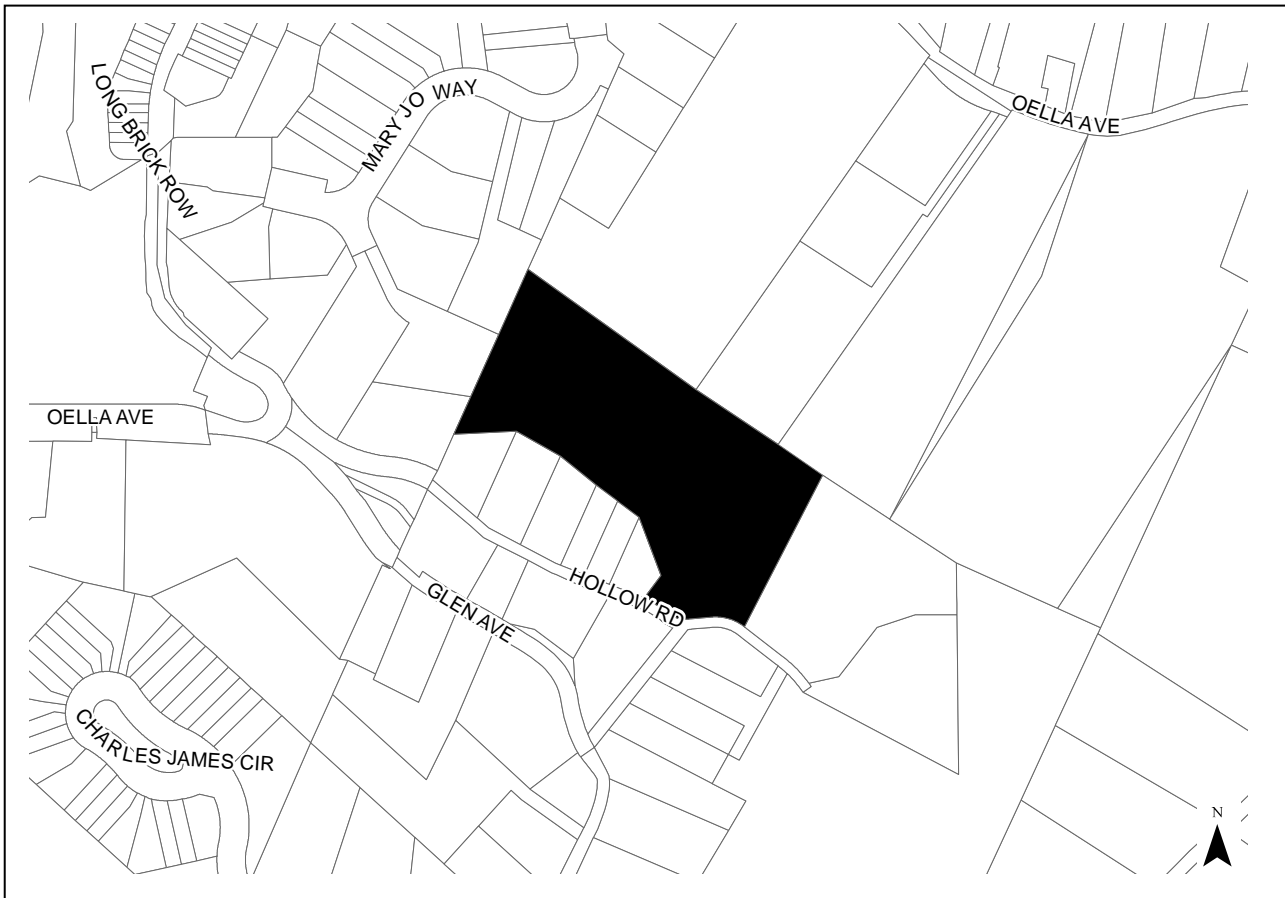 LONG BRICK ROW
MARY JO WAY
OELLA AVE
OELLA AVE
HOLLOW RD
GLEN AVE
CHARLES JAMES CIR
N